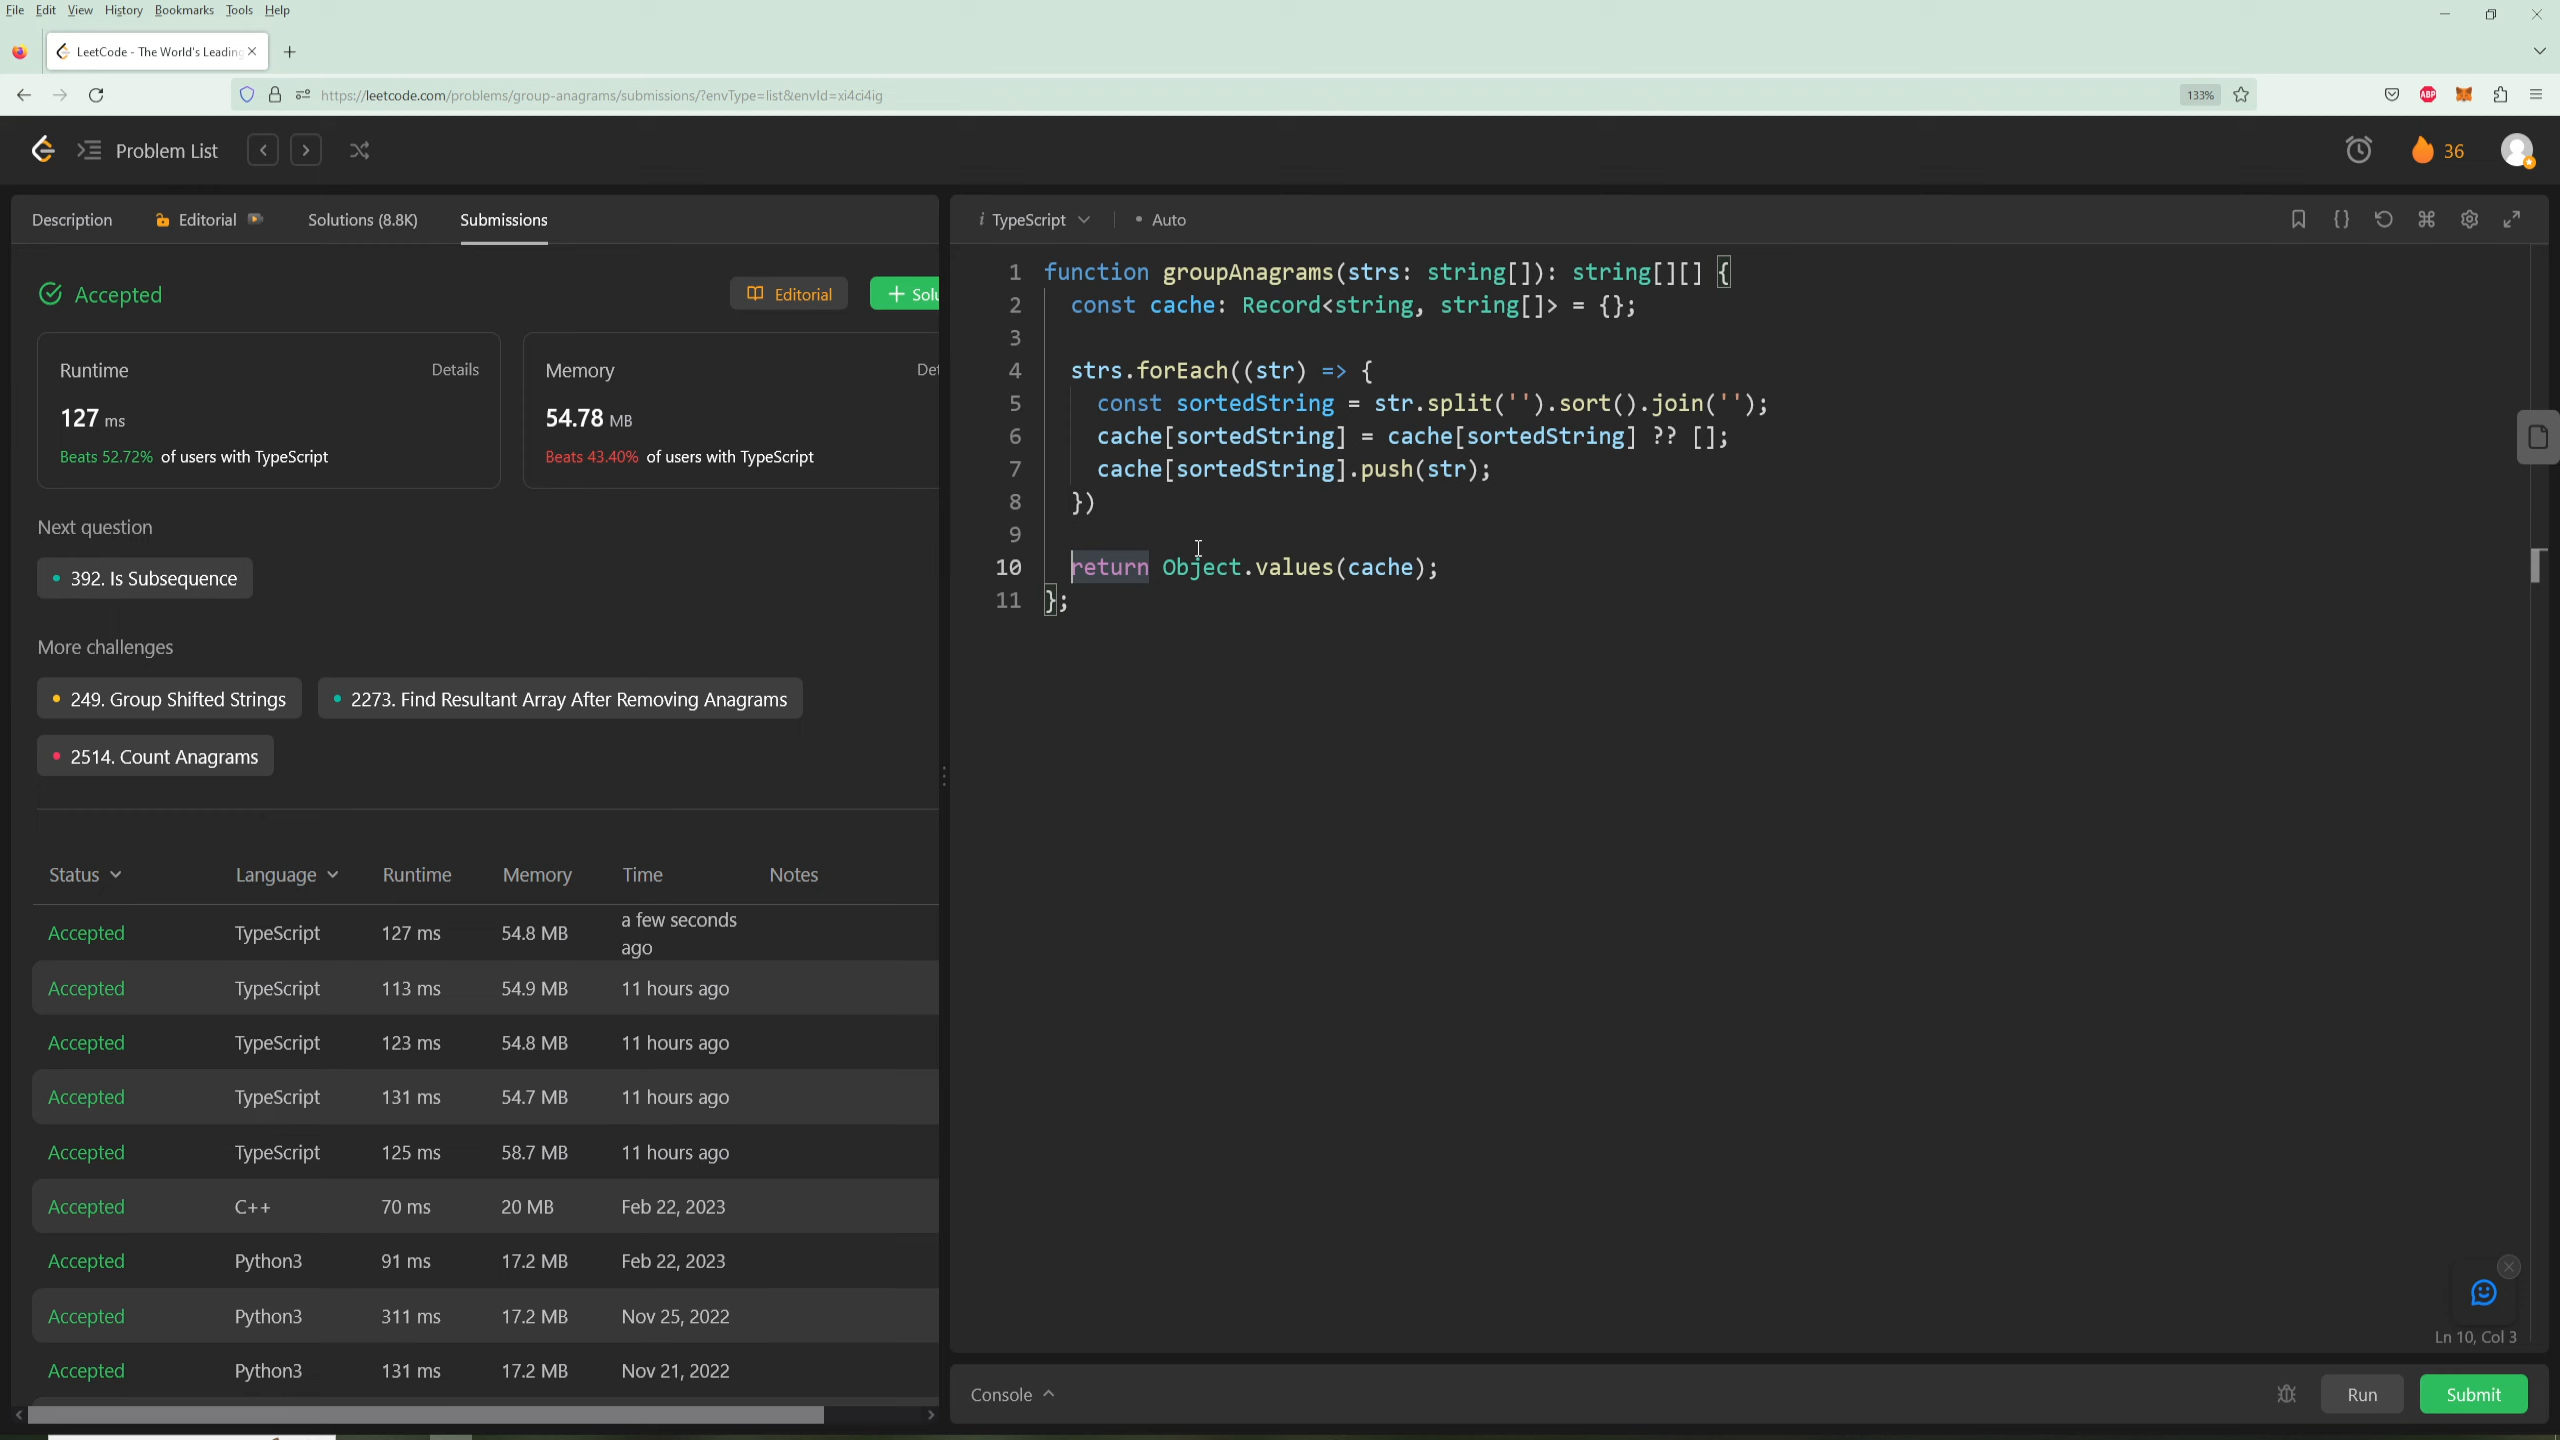 File Edit View History Bookmarks Tools Help
LeetCode - The World's Leading
https://leetcode.com/problems/group-anagrams/submissions/?envType=list&envId=xi4ci4ig
133%
ABP
Problem List
36
Description Editorial Solutions (8.8K) Submissions
Accepted
Editorial
Solu
Runtime Details
127 ms
Beats 52.72% of users with TypeScript
Memory Det
54.78 MB
Beats 43.40% of users with TypeScript
Next question
392. Is Subsequence
More challenges
249. Group Shifted Strings
2273. Find Resultant Array After Removing Anagrams
2514. Count Anagrams
Status Language Runtime Memory Time Notes
Accepted TypeScript 127 ms 54.8 MB a few seconds
ago
Accepted TypeScript 113 ms 54.9 MB 11 hours ago
Accepted TypeScript 123 ms 54.8 MB 11 hours ago
Accepted TypeScript 131 ms 54.7 MB 11 hours ago
Accepted TypeScript 125 ms 58.7 MB 11 hours ago
Accepted C++ 70 ms 20 MB Feb 22, 2023
Accepted Python3 91 ms 17.2 MB Feb 22, 2023
Accepted Python3 311 ms 17.2 MB Nov 25, 2022
Accepted Python3 131 ms 17.2 MB Nov 21, 2022
i TypeScript • Auto
1 function groupAnagrams(strs: string[]): string[][] {
2 const cache: Record<string, string[]> = {};
3
4 strs.forEach((str) => {
5 const sortedString = str.split('').sort().join('');
6 cache[sortedString] = cache[sortedString] ?? [];
7 cache[sortedString].push(str);
8 })
9
10 return Object.values(cache);
11 };
Ln 10, Col 3
Console
Run
Submit